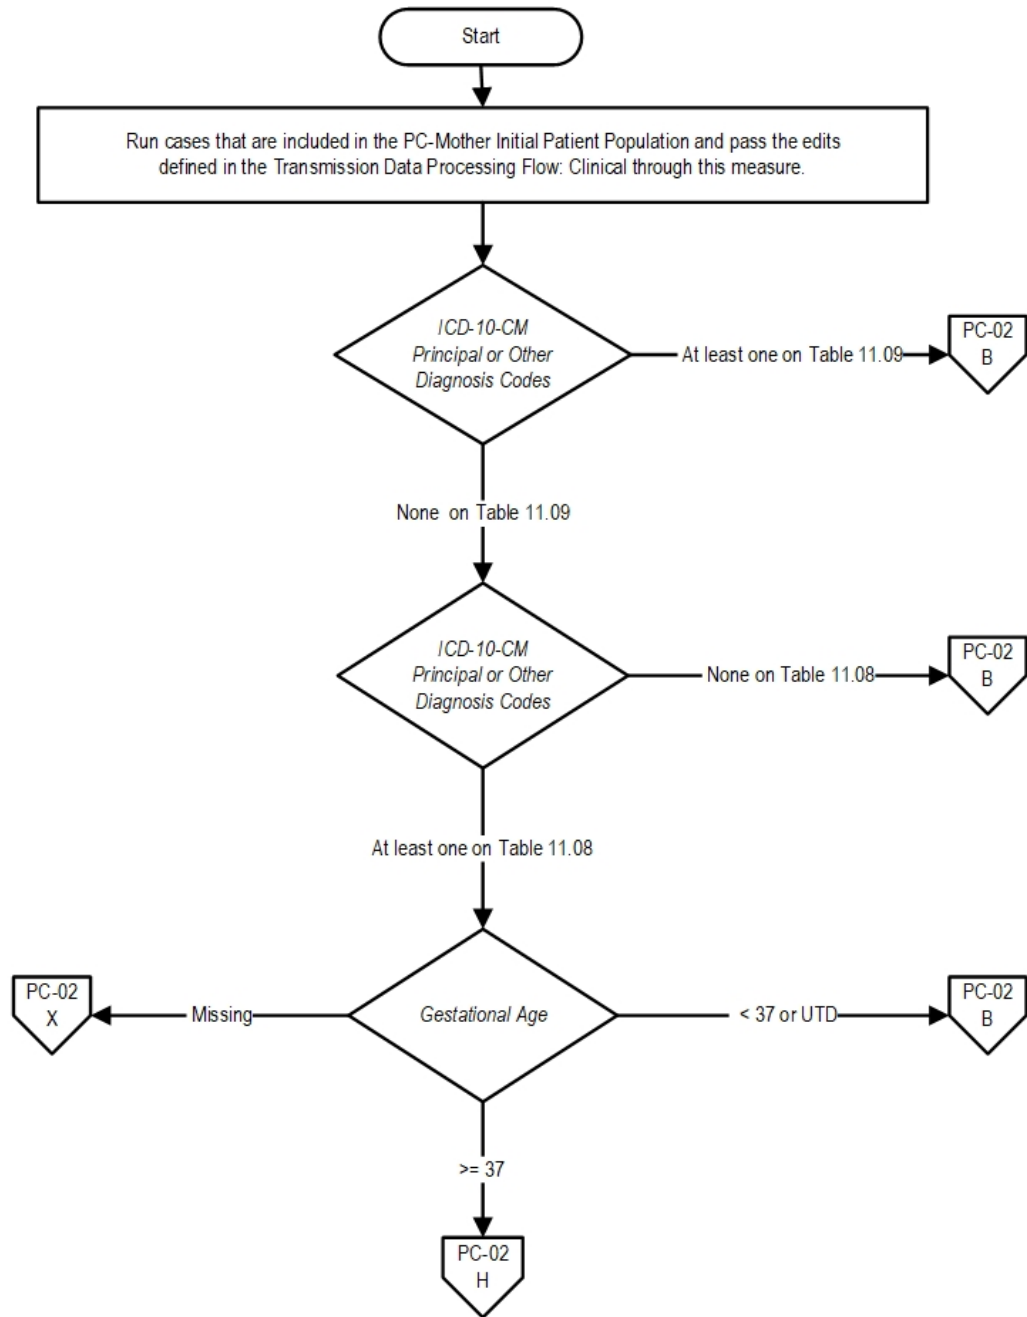 Start
Run cases that are included in the PC-Mother Initial Patient Population and pass the edits
defined in the Transmission Data Processing Flow: Clinical through this measure.
ICD-10-CM
Principal or Other
Diagnosis Codes
At least one on Table 11.09
PC-02
B
None on Table 11.09
ICD-10-CM
Principal or Other
Diagnosis Codes
None on Table 11.08
PC-02
B
At least one on Table 11.08
PC-02
X
Missing
Gestational Age
< 37 or UTD
PC-02
B
>= 37
PC-02
H